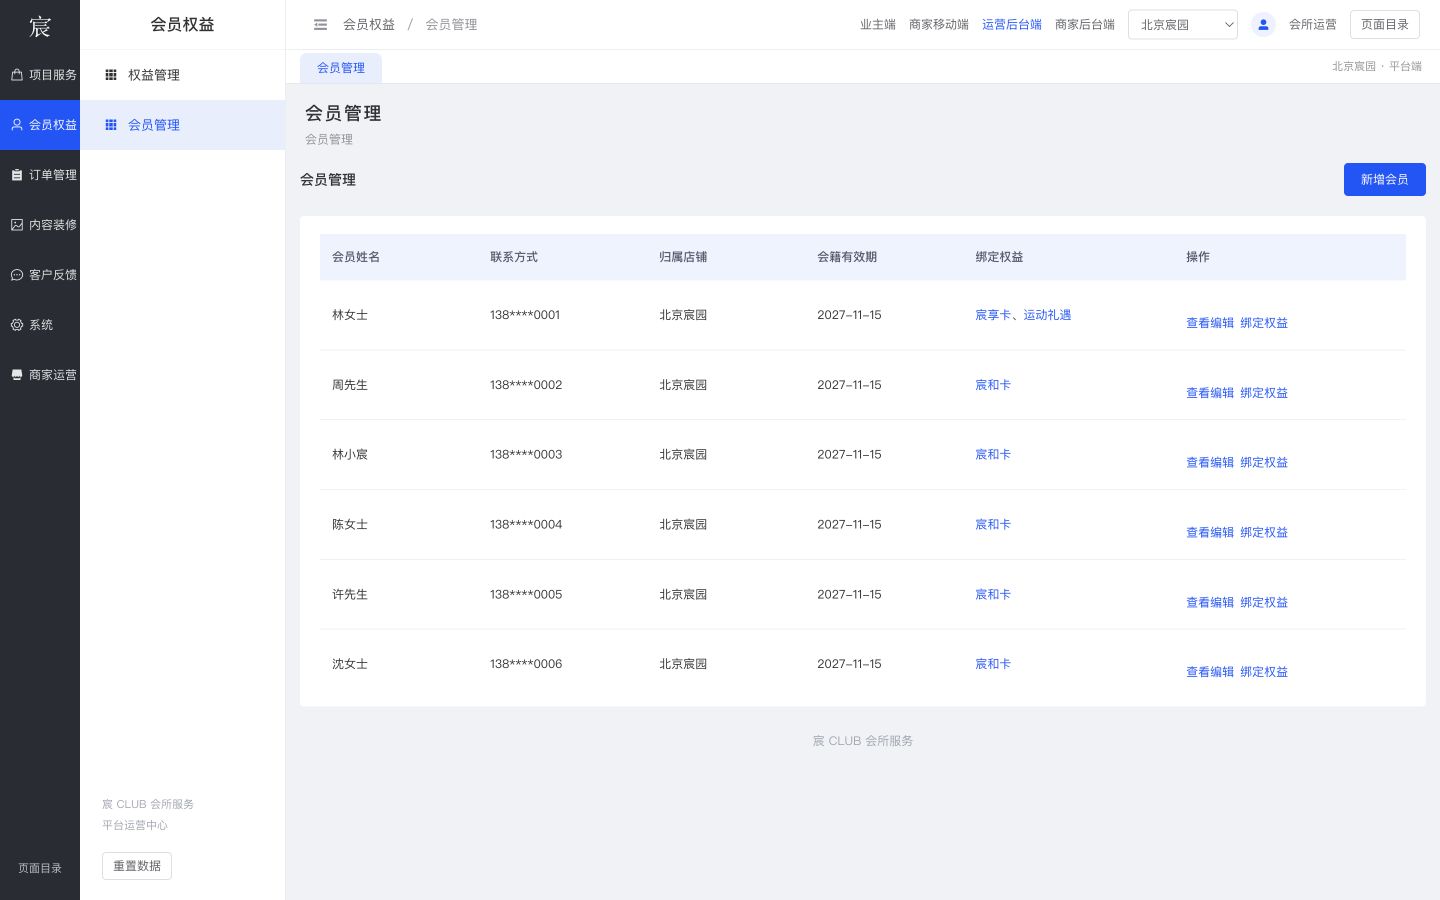 宸
项目服务
会员权益
订单管理
内容装修
客户反馈
系统
商家运营
页面目录
会员权益
权益管理
会员管理
宸 CLUB 会所服务
平台运营中心
重置数据
会员权益 / 会员管理
业主端 商家移动端 运营后台端 商家后台端 北京宸园 会所运营 页面目录
会员管理
北京宸园 · 平台端
会员管理
会员管理
会员管理
新增会员
会员姓名 联系方式 归属店铺 会籍有效期 绑定权益 操作
林女士 138****0001 北京宸园 2027-11-15 宸享卡、运动礼遇 查看编辑 绑定权益
周先生 138****0002 北京宸园 2027-11-15 宸和卡 查看编辑 绑定权益
林小宸 138****0003 北京宸园 2027-11-15 宸和卡 查看编辑 绑定权益
陈女士 138****0004 北京宸园 2027-11-15 宸和卡 查看编辑 绑定权益
许先生 138****0005 北京宸园 2027-11-15 宸和卡 查看编辑 绑定权益
沈女士 138****0006 北京宸园 2027-11-15 宸和卡 查看编辑 绑定权益
宸 CLUB 会所服务